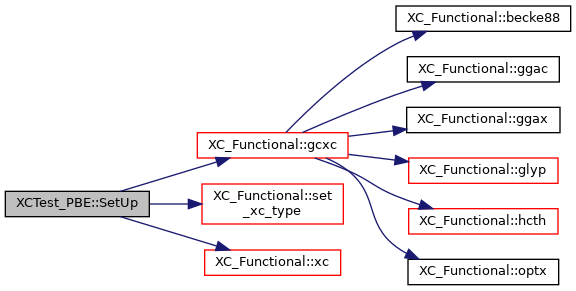 XCTest_PBE::SetUp
XC_Functional::gcxc
XC_Functional::set
_xc_type
XC_Functional::xc
XC_Functional::becke88
XC_Functional::ggac
XC_Functional::ggax
XC_Functional::glyp
XC_Functional::hcth
XC_Functional::optx